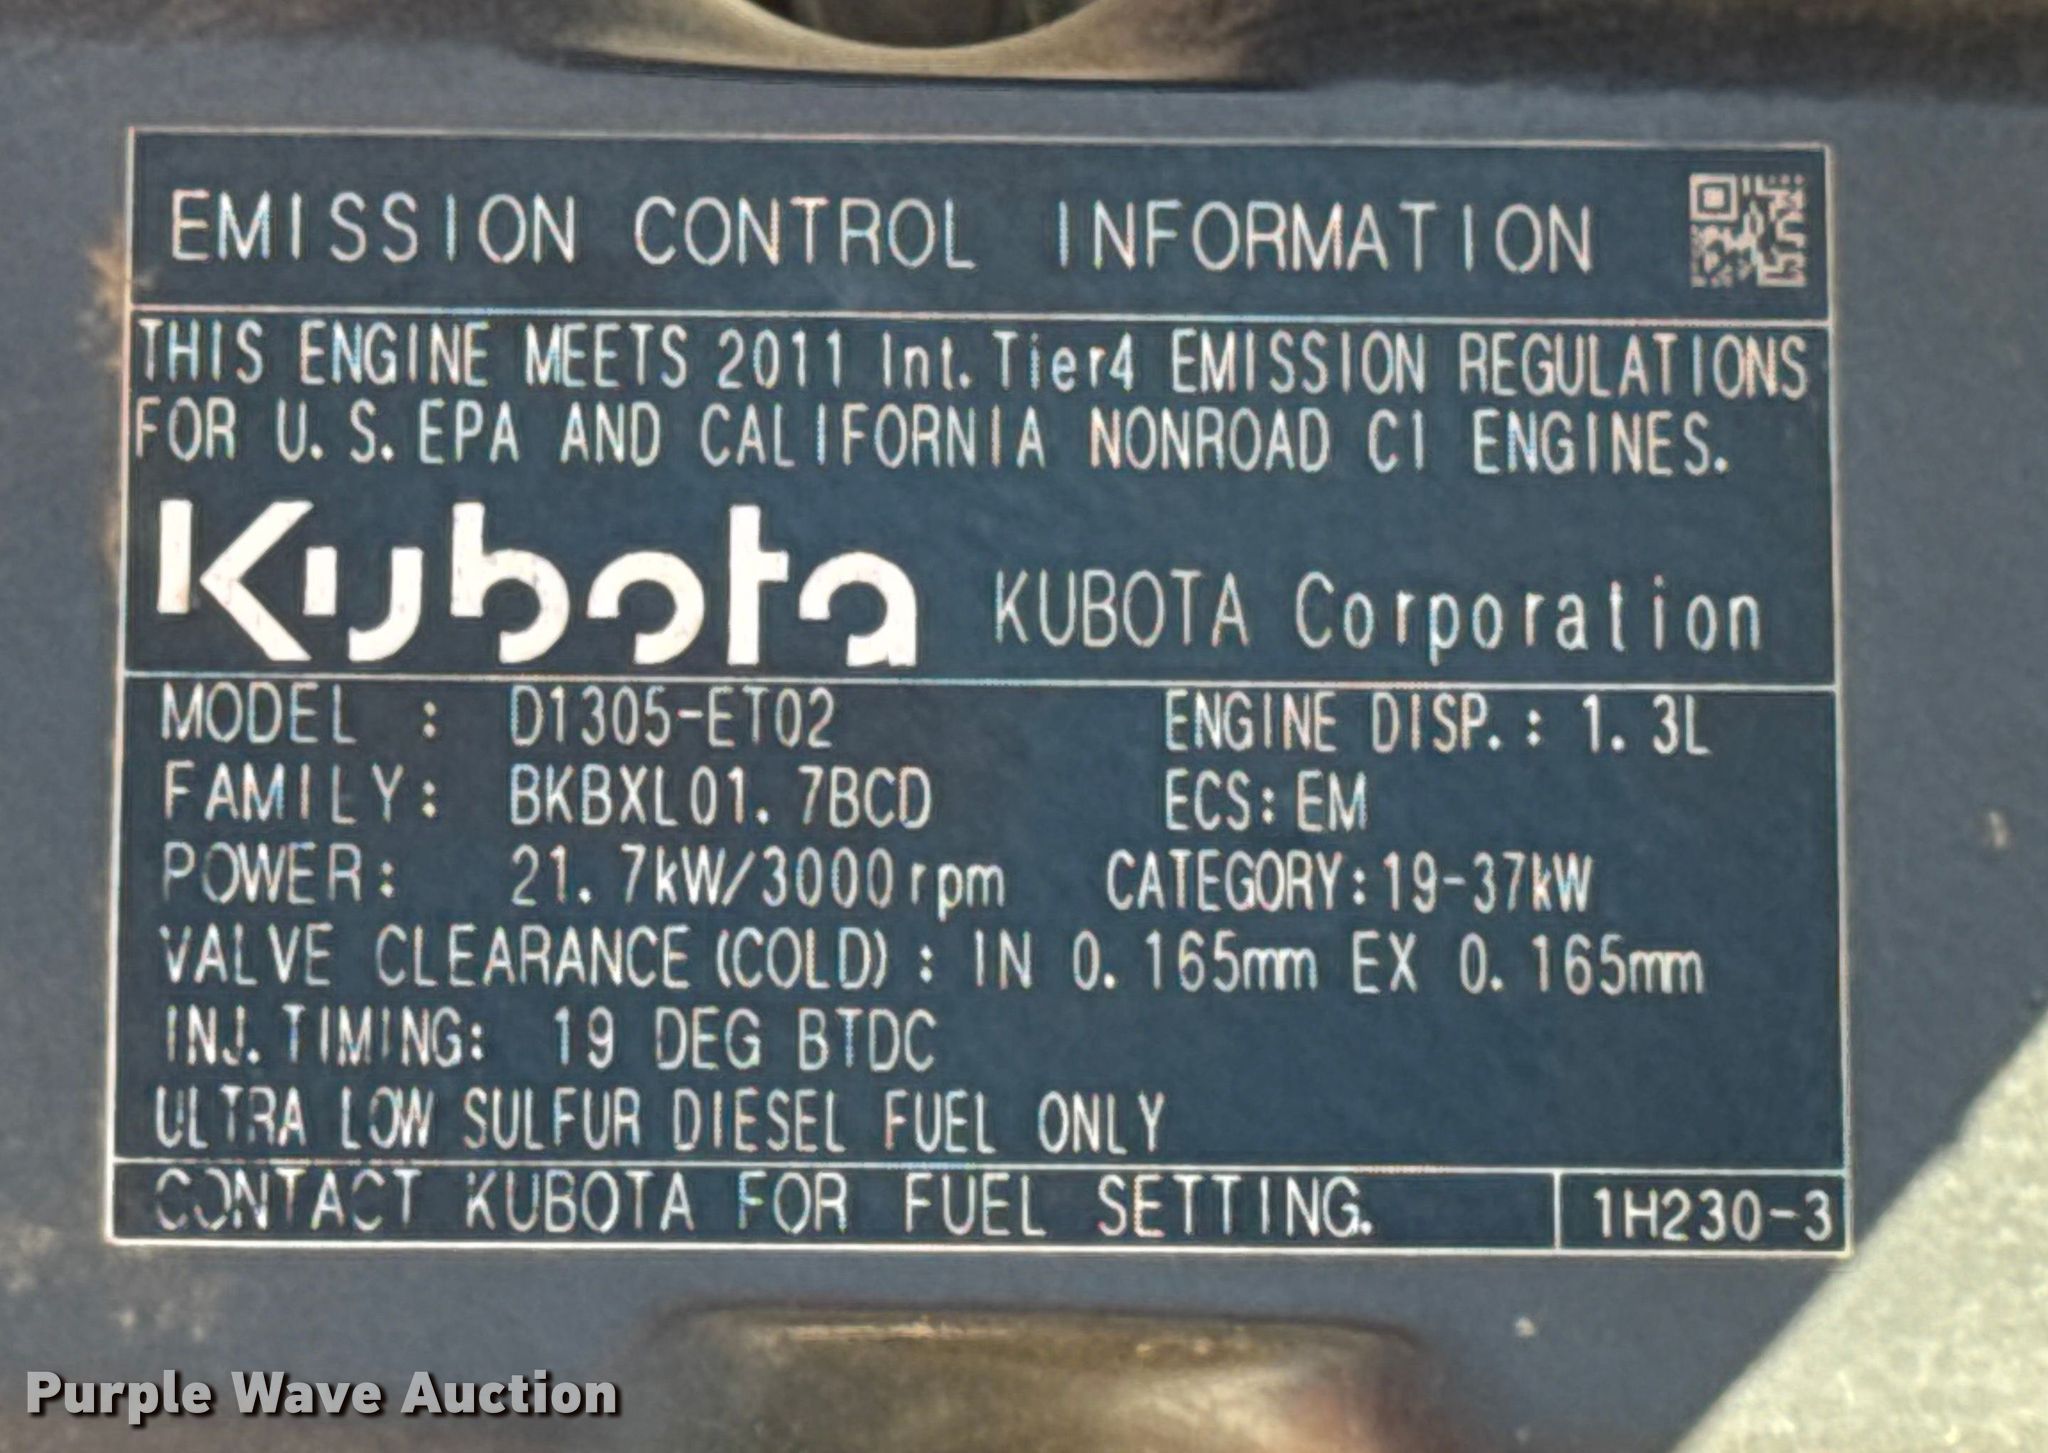 EMISSION CONTROL INFORMATION
THIS ENGINE MEETS 2011 Int. Tier4 EMISSION REGULATIONS
FOR U.S.EPA AND CALIFORNIA NONROAD CI ENGINES.
Kubota KUBOTA Corporation
MODEL : D1305-ET02 ENGINE DISP.: 1.3L
FAMILY: BKBXL01.7BCD ECS: EM
POWER: 21.7kW/3000rpm CATEGORY:19-37kW
VALVE CLEARANCE(COLD): IN 0.165mm EX 0.165mm
INJ.TIMING: 19 DEG BTDC
ULTRA LOW SULFUR DIESEL FUEL ONLY
CONTACT KUBOTA FOR FUEL SETTING. 1H230-3
Purple Wave Auction